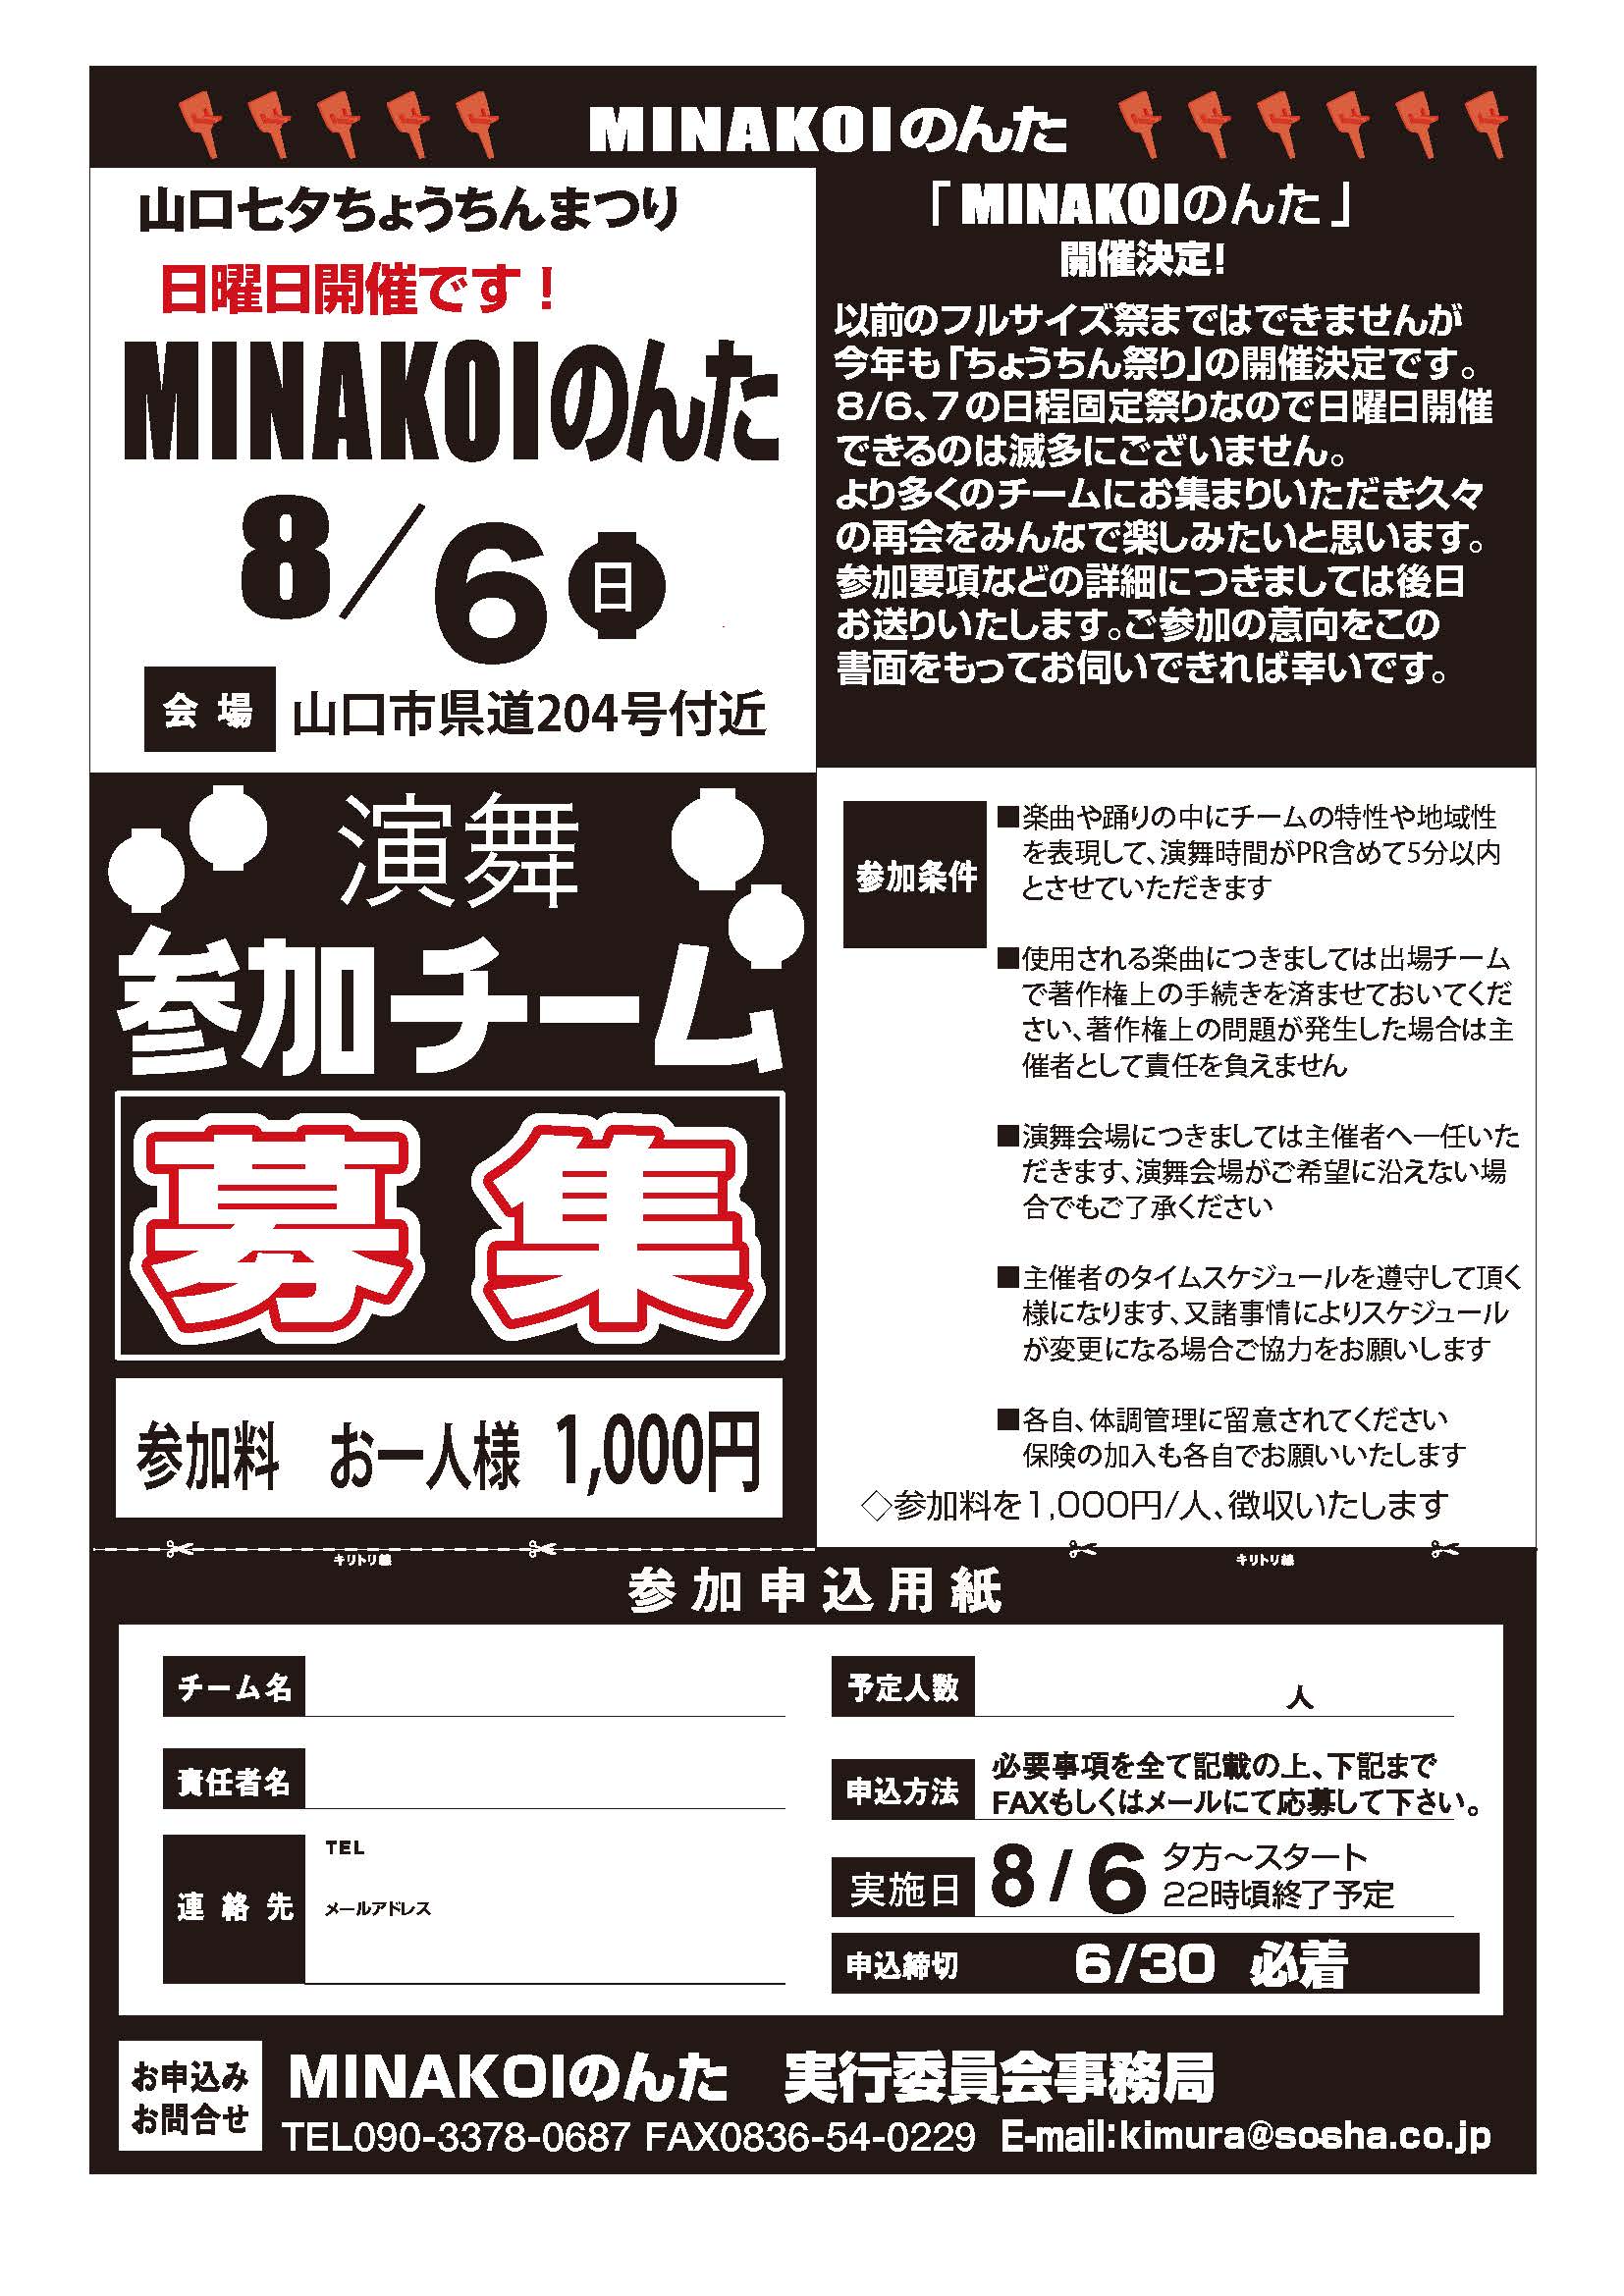 MINAKOIのんた
山口七夕ちょうちんまつり
日曜日開催です！
MINAKOIのんた
8/6日
会場 山口市県道204号付近
「MINAKOIのんた」
開催決定!
以前のフルサイズ祭まではできませんが
今年も「ちょうちん祭り」の開催決定です。
8/6、7の日程固定祭りなので日曜日開催
できるのは滅多にございません。
より多くのチームにお集まりいただき久々
の再会をみんなで楽しみたいと思います。
参加要項などの詳細につきましては後日
お送りいたします。ご参加の意向をこの
書面をもってお伺いできれば幸いです。
演舞
参加チーム
募集
参加料 お一人様 1,000円
参加条件
■楽曲や踊りの中にチームの特性や地域性
を表現して、演舞時間がPR含めて5分以内
とさせていただきます
■使用される楽曲につきましては出場チーム
で著作権上の手続きを済ませておいてくだ
さい、著作権上の問題が発生した場合は主
催者として責任を負えません
■演舞会場につきましては主催者へ一任いた
だきます、演舞会場がご希望に沿えない場
合でもご了承ください
■主催者のタイムスケジュールを遵守して頂く
様になります、又諸事情によりスケジュール
が変更になる場合ご協力をお願いします
■各自、体調管理に留意されてください
保険の加入も各自でお願いいたします
◇参加料を1,000円/人、徴収いたします
キリトリ線 キリトリ線
参加申込用紙
チーム名
責任者名
連絡先
TEL
メールアドレス
予定人数 人
申込方法
必要事項を全て記載の上、下記まで
FAXもしくはメールにて応募して下さい。
実施日 8/6
夕方～スタート
22時頃終了予定
申込締切 6/30 必着
お申込み
お問合せ
MINAKOIのんた 実行委員会事務局
TEL090-3378-0687 FAX0836-54-0229 E-mail:kimura@sosha.co.jp